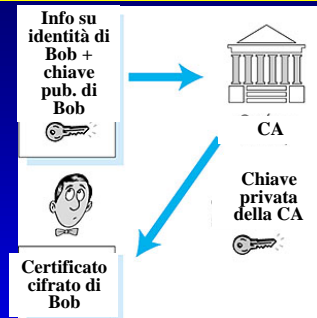 Info su
identità di
Bob +
chiave
pub. di
Bob
CA
Chiave
privata
della CA
Certificato
cifrato di
Bob